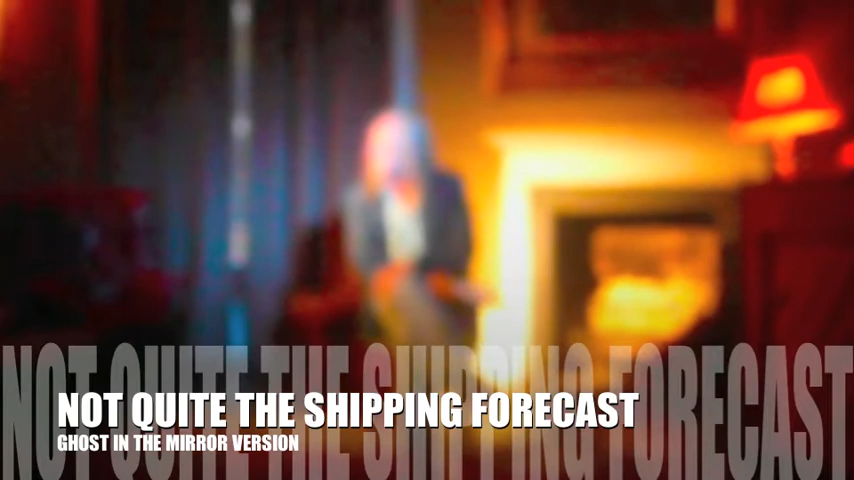 NOT QUITE THE SHIPPING FORECAST
NOT QUITE THE SHIPPING FORECAST
GHOST IN THE MIRROR VERSION